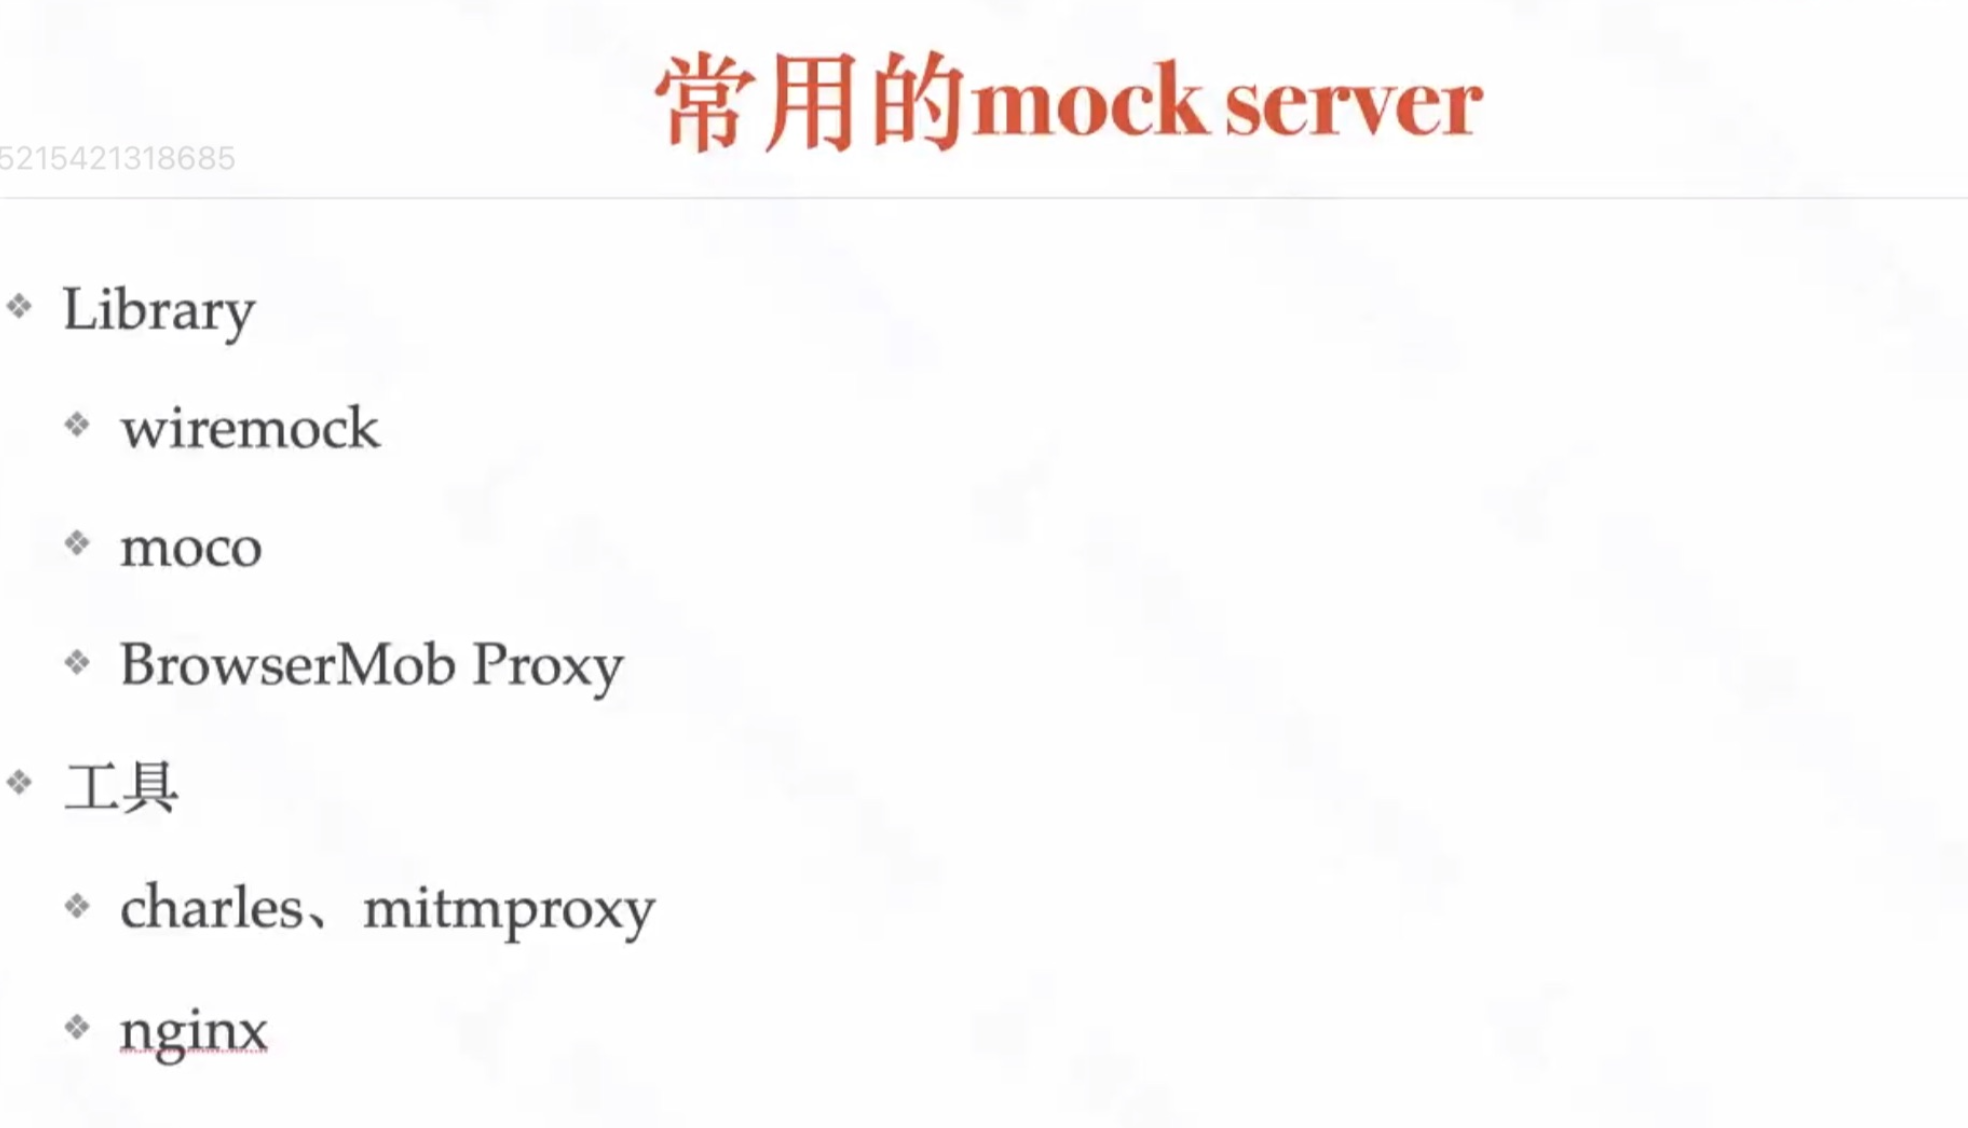 常用的mock server
5215421318685
Library
wiremock
moco
BrowserMob Proxy
工具
charles、mitmproxy
nginx